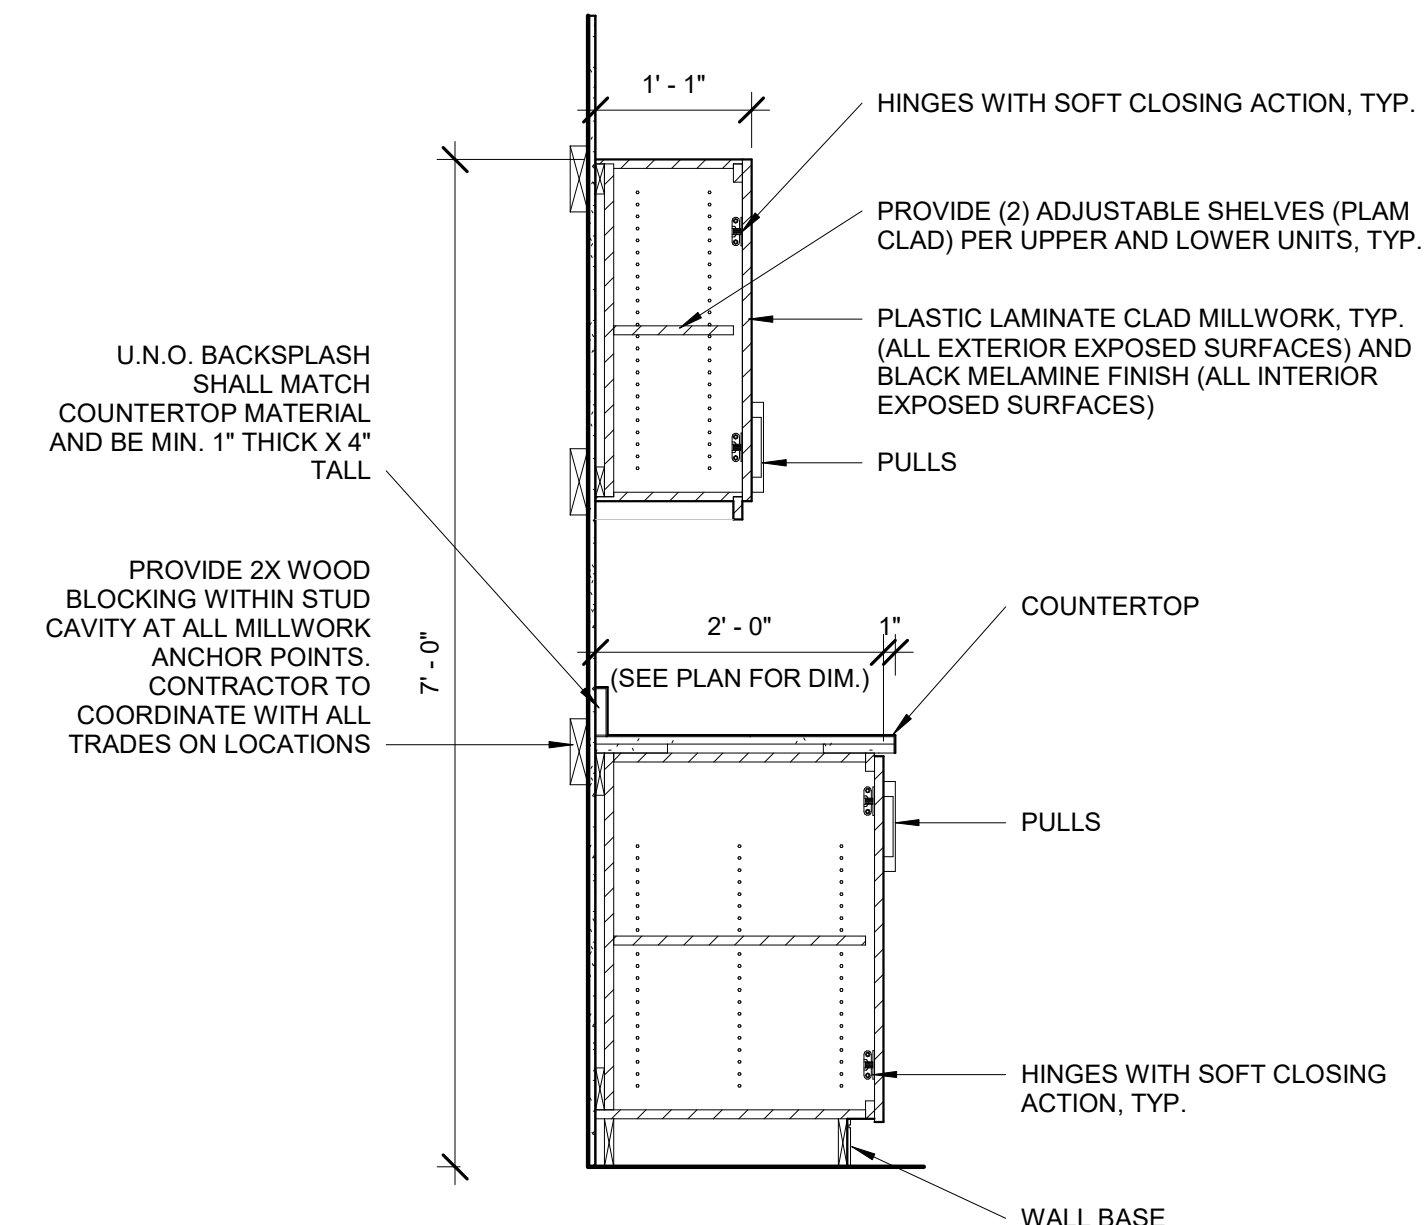 1' - 1"
HINGES WITH SOFT CLOSING ACTION, TYP.
PROVIDE (2) ADJUSTABLE SHELVES (PLAM
CLAD) PER UPPER AND LOWER UNITS, TYP.
PLASTIC LAMINATE CLAD MILLWORK, TYP.
(ALL EXTERIOR EXPOSED SURFACES) AND
BLACK MELAMINE FINISH (ALL INTERIOR
EXPOSED SURFACES)
PULLS
U.N.O. BACKSPLASH
SHALL MATCH
COUNTERTOP MATERIAL
AND BE MIN. 1" THICK X 4"
TALL
PROVIDE 2X WOOD
BLOCKING WITHIN STUD
CAVITY AT ALL MILLWORK
ANCHOR POINTS.
CONTRACTOR TO
COORDINATE WITH ALL
TRADES ON LOCATIONS
7' - 0"
2' - 0"
1"
(SEE PLAN FOR DIM.)
COUNTERTOP
PULLS
HINGES WITH SOFT CLOSING
ACTION, TYP.
WALL BASE